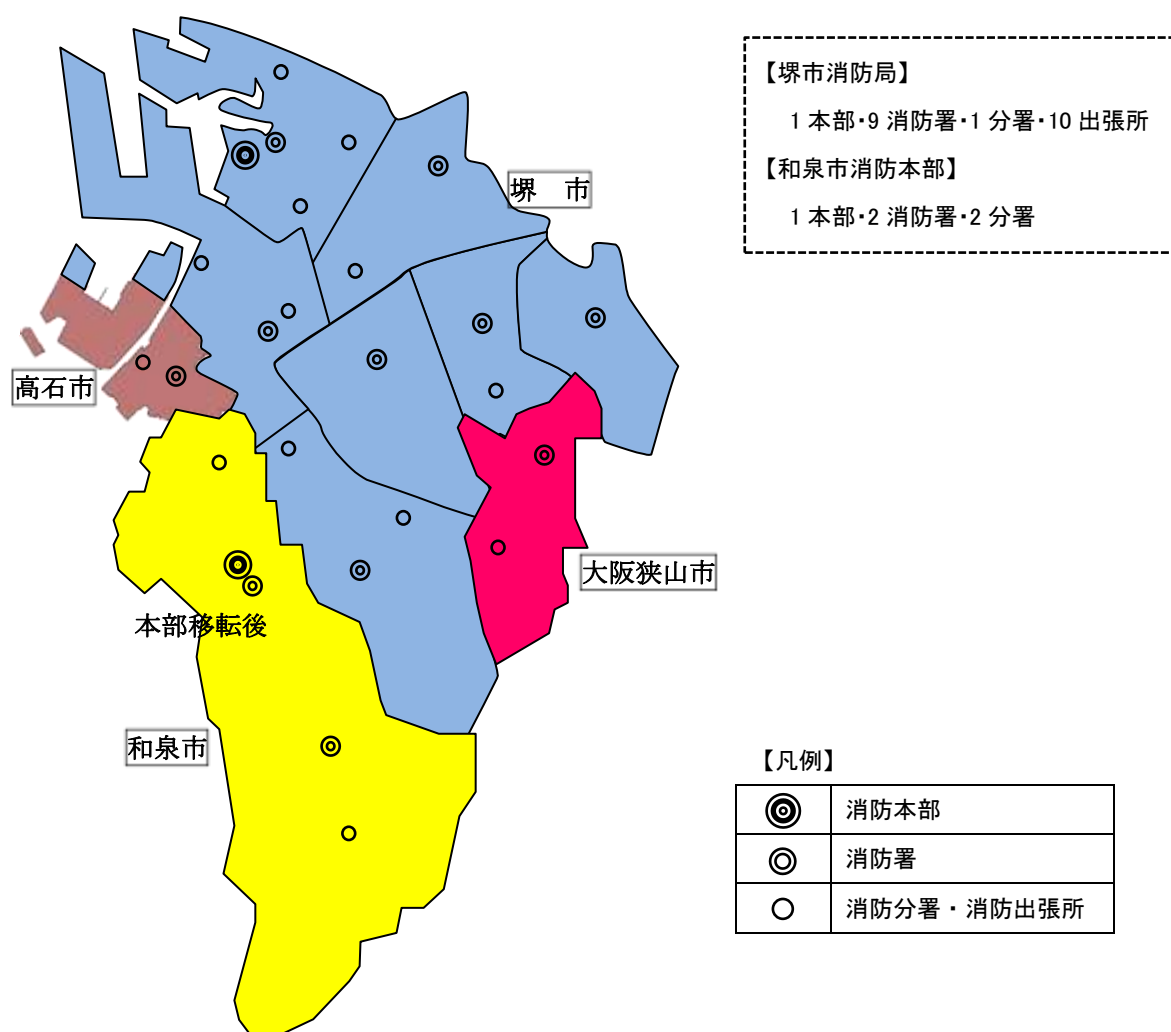 【堺市消防局】
1本部・9消防署・1分署・10出張所
【和泉市消防本部】
1本部・2消防署・2分署
堺　市
高石市
大阪狭山市
本部移転後
和泉市
【凡例】
消防本部
消防署
消防分署・消防出張所